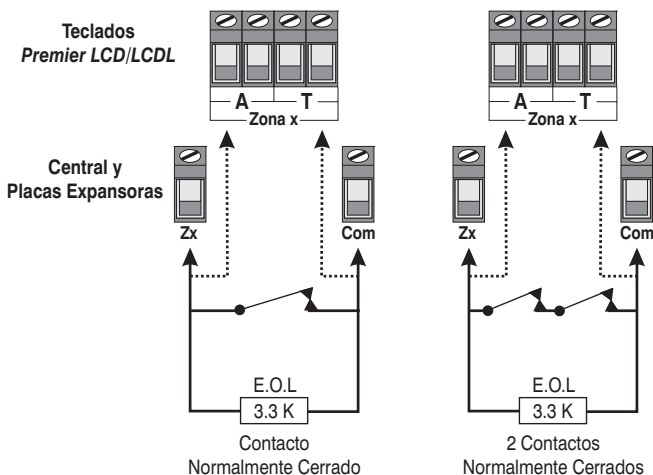 Teclados
Premier LCD/LCDL
A T
Zona x
A T
Zona x
Central y
Placas Expansoras
Zx
Com
Zx
Com
E.O.L
3.3 K
Contacto
Normalmente Cerrado
E.O.L
3.3 K
2 Contactos
Normalmente Cerrados